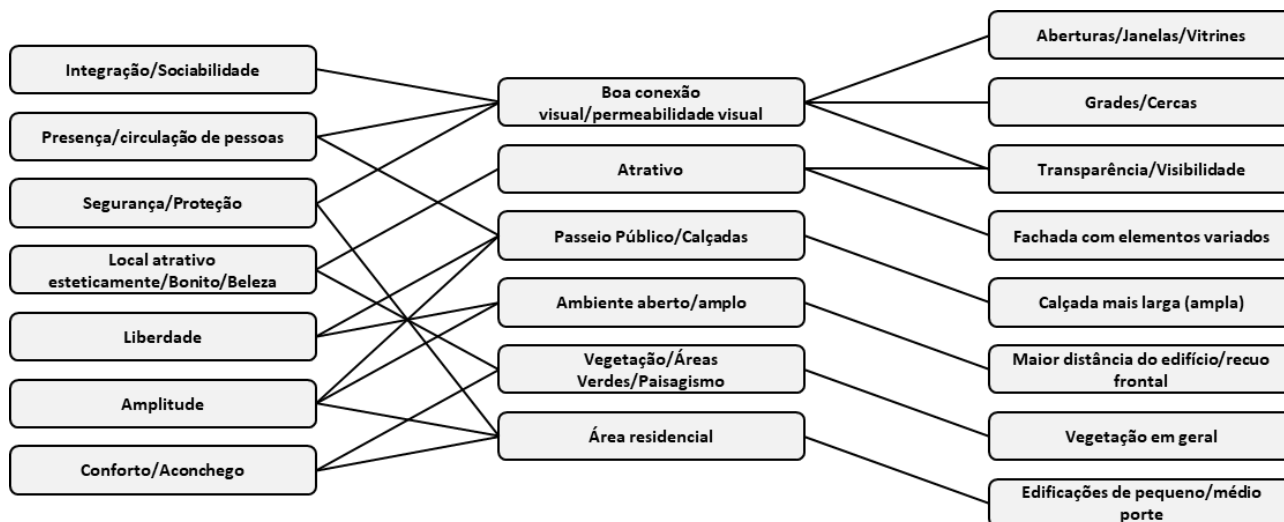 Integração/Sociabilidade
Presença/circulação de pessoas
Segurança/Proteção
Local atrativo
esteticamente/Bonito/Beleza
Liberdade
Amplitude
Conforto/Aconchego
Boa conexão
visual/permeabilidade visual
Atrativo
Passeio Público/Calçadas
Ambiente aberto/amplo
Vegetação/Áreas
Verdes/Paisagismo
Área residencial
Aberturas/Janelas/Vitrines
Grades/Cercas
Transparência/Visibilidade
Fachada com elementos variados
Calçada mais larga (ampla)
Maior distância do edifício/recuo
frontal
Vegetação em geral
Edificações de pequeno/médio
porte